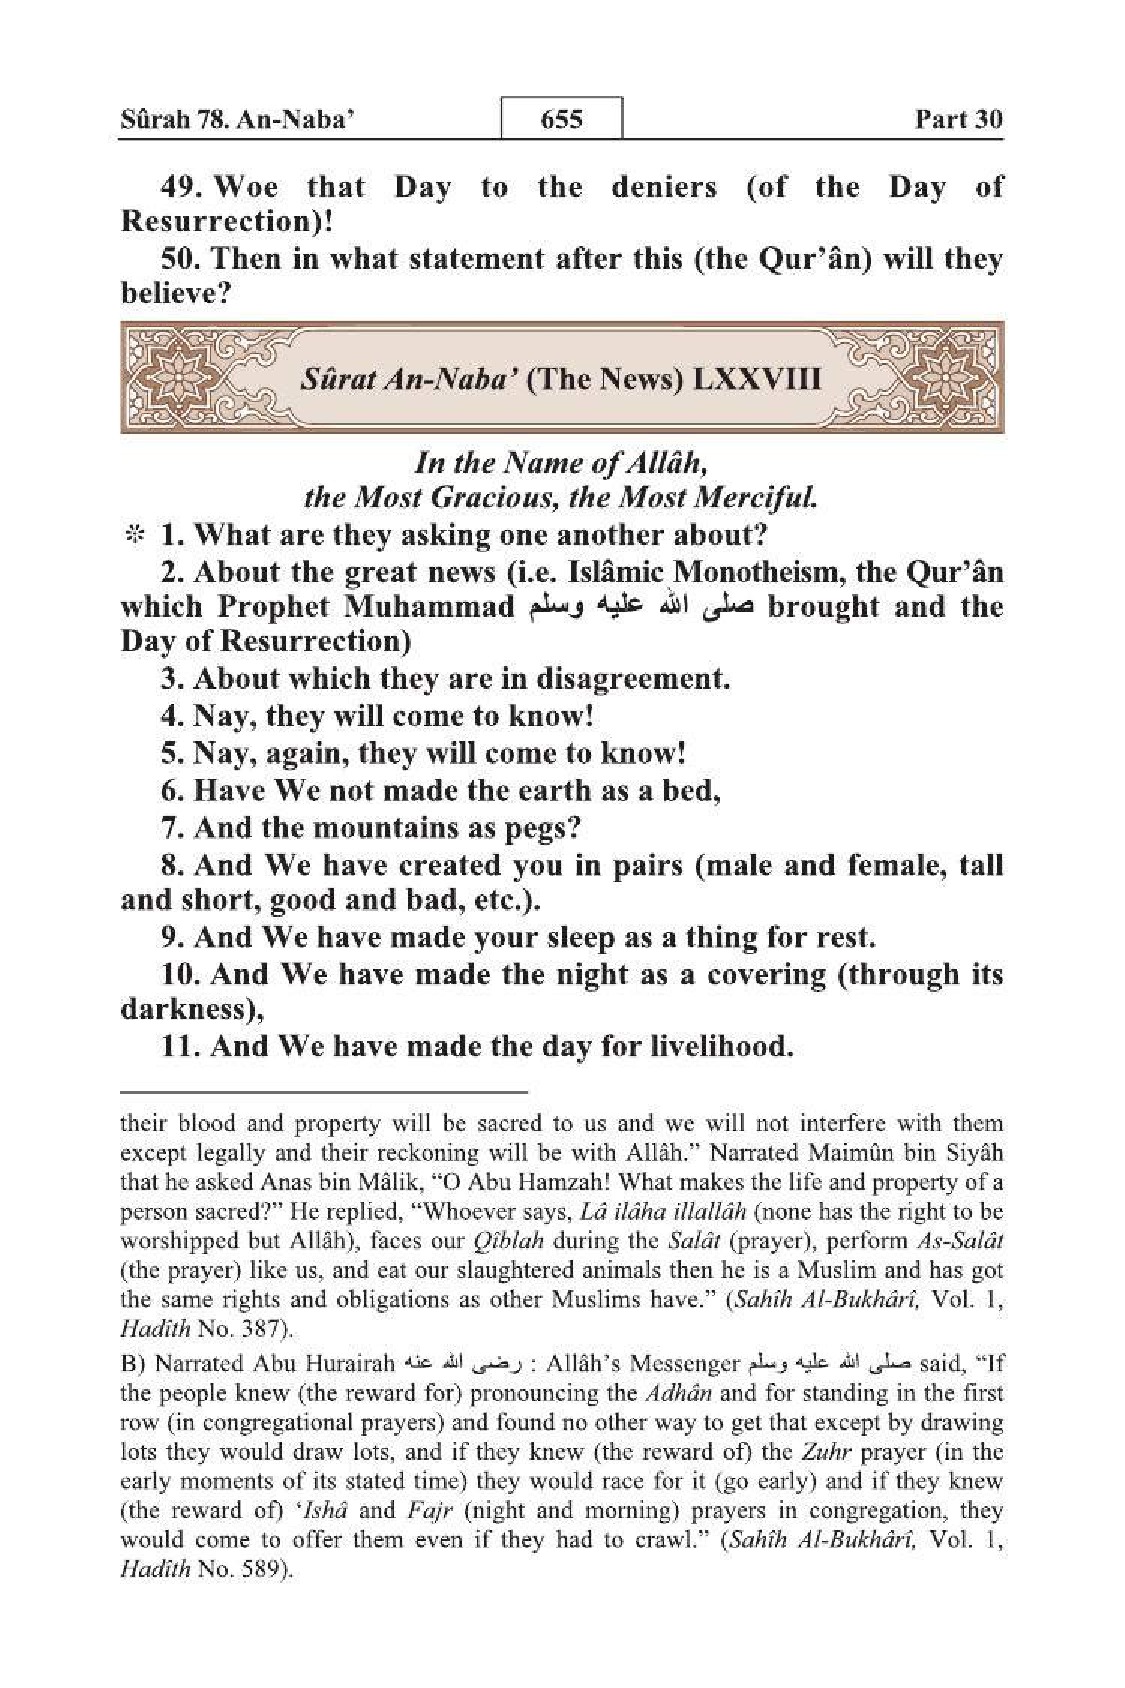 Sûrah 78. An-Naba’ 655 Part 30
49. Woe that Day to the deniers (of the Day of
Resurrection)!
50. Then in what statement after this (the Qur’ân) will they
believe?
Sûrat An-Naba’ (The News) LXXVIII
In the Name of Allâh,
the Most Gracious, the Most Merciful.
❊ 1. What are they asking one another about?
2. About the great news (i.e. Islâmic Monotheism, the Qur’ân
which Prophet Muhammad صلى الله عليه وسلم brought and the
Day of Resurrection)
3. About which they are in disagreement.
4. Nay, they will come to know!
5. Nay, again, they will come to know!
6. Have We not made the earth as a bed,
7. And the mountains as pegs?
8. And We have created you in pairs (male and female, tall
and short, good and bad, etc.).
9. And We have made your sleep as a thing for rest.
10. And We have made the night as a covering (through its
darkness),
11. And We have made the day for livelihood.
their blood and property will be sacred to us and we will not interfere with them
except legally and their reckoning will be with Allâh.” Narrated Maimûn bin Siyâh
that he asked Anas bin Mâlik, “O Abu Hamzah! What makes the life and property of a
person sacred?” He replied, “Whoever says, Lâ ilâha illallâh (none has the right to be
worshipped but Allâh), faces our Qîblah during the Salât (prayer), perform As-Salât
(the prayer) like us, and eat our slaughtered animals then he is a Muslim and has got
the same rights and obligations as other Muslims have.” (Sahîh Al-Bukhârî, Vol. 1,
Hadîth No. 387).
B) Narrated Abu Hurairah رضى الله عنه : Allâh’s Messenger صلى الله عليه وسلم said, “If
the people knew (the reward for) pronouncing the Adhân and for standing in the first
row (in congregational prayers) and found no other way to get that except by drawing
lots they would draw lots, and if they knew (the reward of) the Zuhr prayer (in the
early moments of its stated time) they would race for it (go early) and if they knew
(the reward of) ‘Ishâ and Fajr (night and morning) prayers in congregation, they
would come to offer them even if they had to crawl.” (Sahîh Al-Bukhârî, Vol. 1,
Hadîth No. 589).